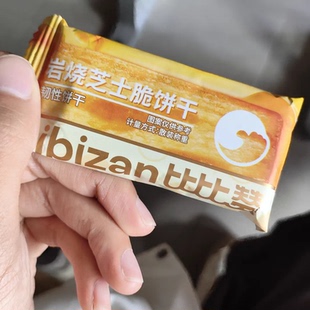 岩烧芝士脆饼干
韧性饼干
图案仅供参考
计量方式:散装称重
bizan比比赞